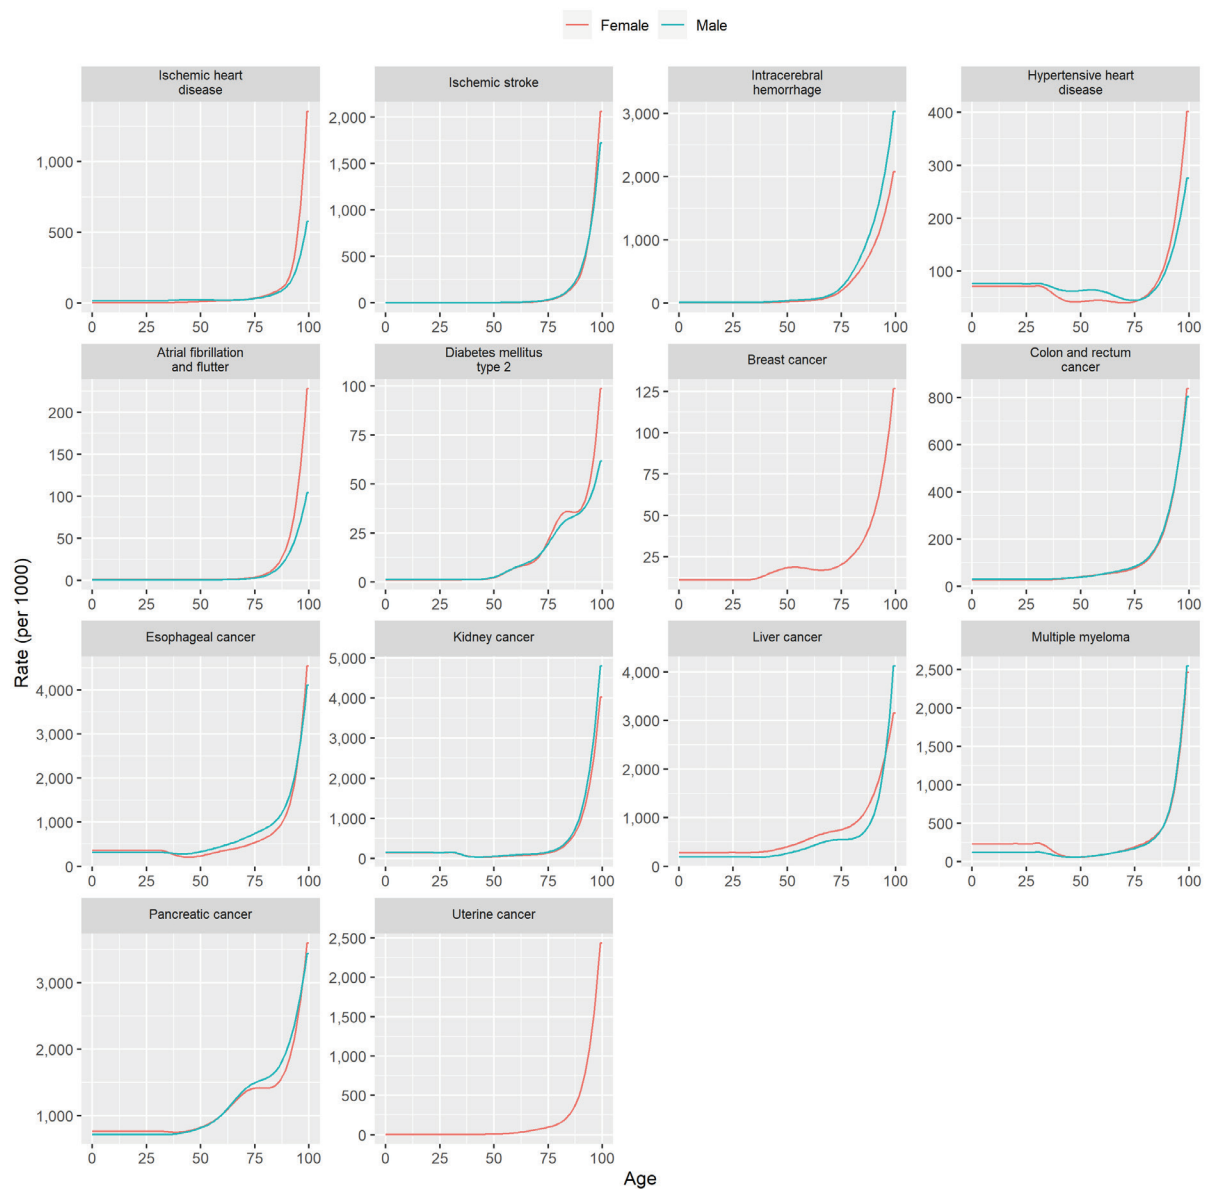 Female Male
Ischemic heart
disease
Ischemic stroke
Intracerebral
hemorrhage
Hypertensive heart
disease
1,000
500
0
0 25 50 75 100
2,000
1,500
1,000
500
0
0 25 50 75 100
3,000
2,000
1,000
0
0 25 50 75 100
400
300
200
100
0 25 50 75 100
Atrial fibrillation
and flutter
Diabetes mellitus
type 2
Breast cancer
Colon and rectum
cancer
200
150
100
50
0
0 25 50 75 100
100
75
50
25
0
0 25 50 75 100
125
100
75
50
25
0 25 50 75 100
800
600
400
200
0
0 25 50 75 100
Rate (per 1000)
Esophageal cancer
Kidney cancer
Liver cancer
Multiple myeloma
4,000
3,000
2,000
1,000
0
0 25 50 75 100
5,000
4,000
3,000
2,000
1,000
0
0 25 50 75 100
4,000
3,000
2,000
1,000
0
0 25 50 75 100
2,500
2,000
1,500
1,000
500
0
0 25 50 75 100
Pancreatic cancer
Uterine cancer
3,000
2,000
1,000
0 25 50 75 100
2,500
2,000
1,500
1,000
500
0
0 25 50 75 100
Age